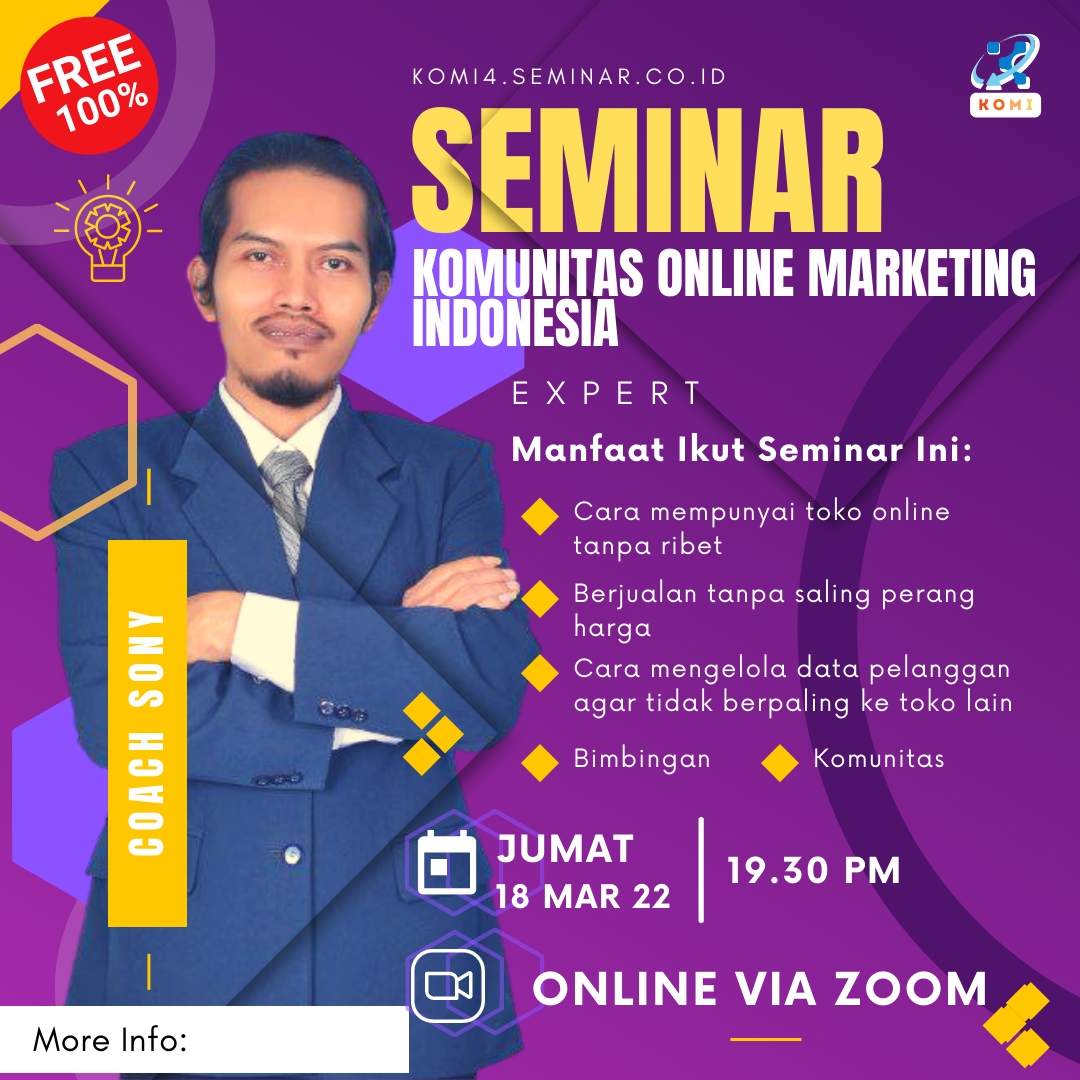 FREE
100%
KOMI4.SEMINAR.CO.ID
KOMI
SEMINAR
KOMUNITAS ONLINE MARKETING
INDONESIA
EXPERT
Manfaat Ikut Seminar Ini:
Cara mempunyai toko online
tanpa ribet
Berjualan tanpa saling perang
harga
Cara mengelola data pelanggan
agar tidak berpaling ke toko lain
Bimbingan
Komunitas
COACH SONY
JUMAT
18 MAR 22
19.30 PM
ONLINE VIA ZOOM
More Info: